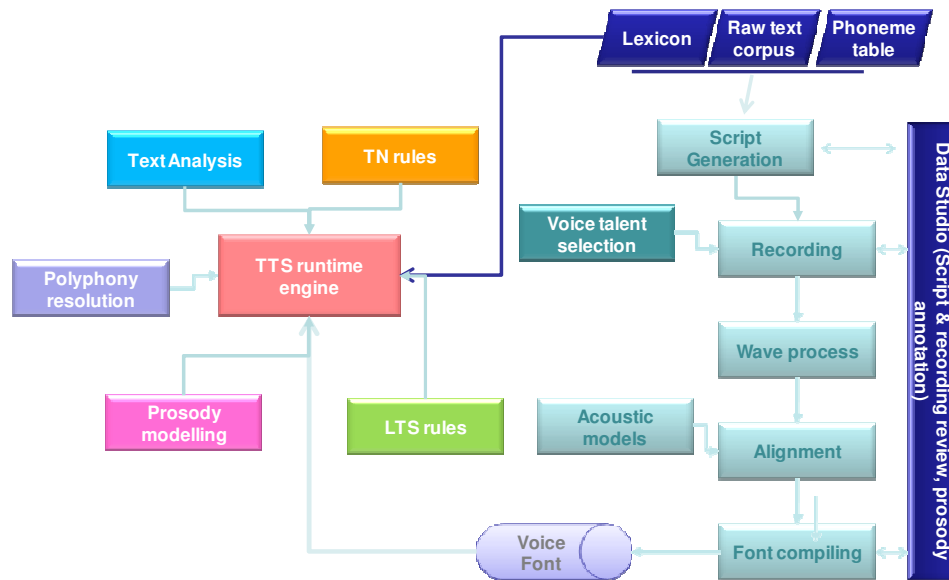 Lexicon
Raw text
corpus
Phoneme
table
Script
Generation
Text Analysis
TN rules
Voice talent
selection
Recording
TTS runtime
engine
Polyphony
resolution
Wave process
Prosody
modelling
LTS rules
Acoustic
models
Alignment
Voice
Font
Font compiling
Data Studio (Script & recording review, prosody
annotation)